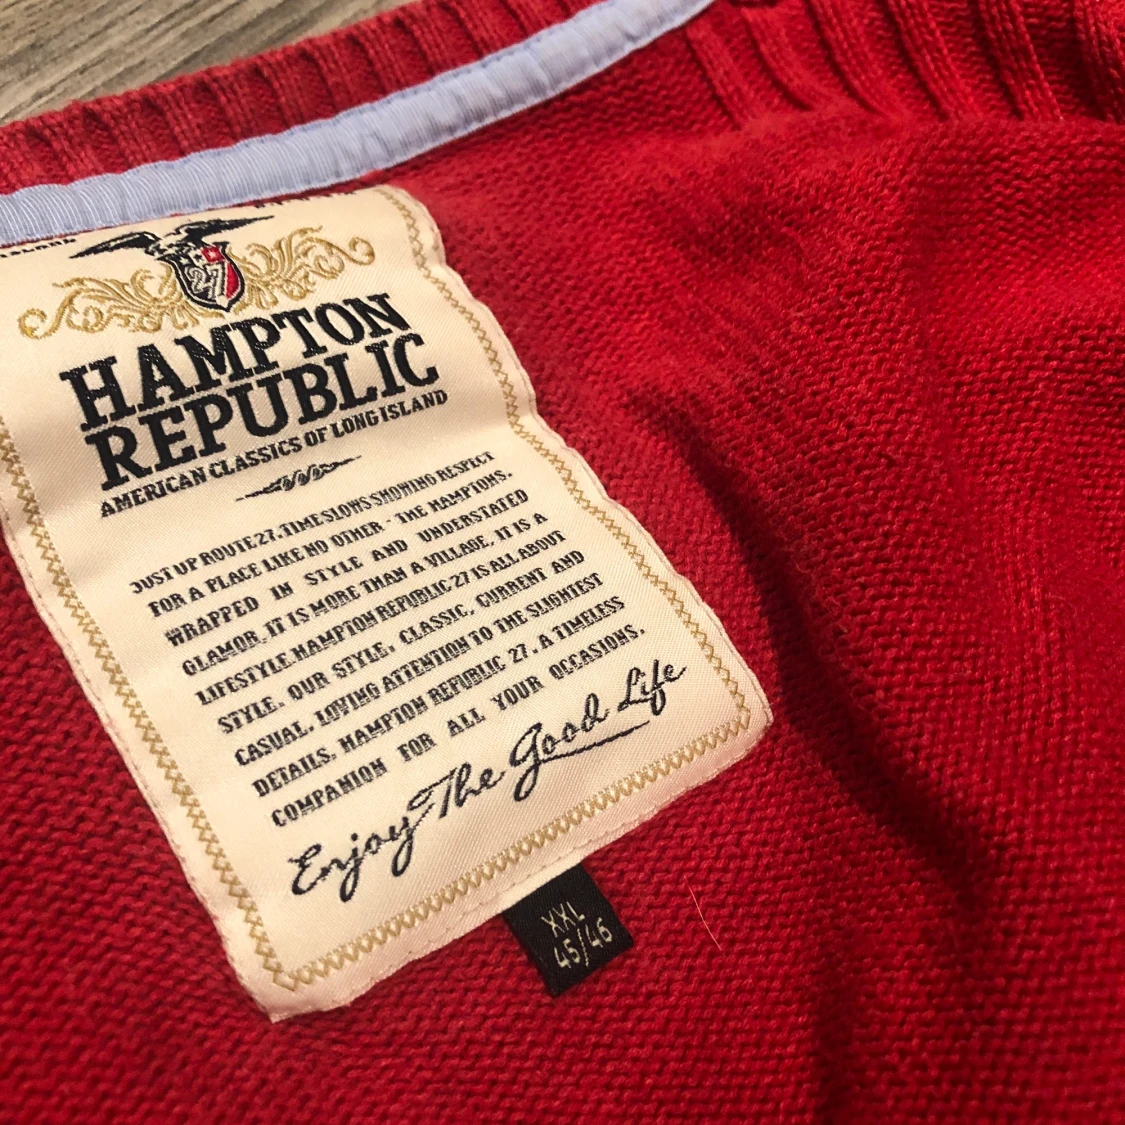 27
HAMPTON
REPUBLIC
AMERICAN CLASSICS OF LONG ISLAND
JUST UP ROUTE 27. TIME SLOWS SHOWING RESPECT
FOR A PLACE LIKE NO OTHER - THE HAMPTONS.
WRAPPED IN STYLE AND UNDERSTATED
GLAMOR, IT IS MORE THAN A VILLAGE, IT IS A
LIFESTYLE. HAMPTON REPUBLIC 27 IS ALL ABOUT
STYLE. OUR STYLE. CLASSIC, CURRENT AND
CASUAL. LOVING ATTENTION TO THE SLIGHTEST
DETAILS. HAMPTON REPUBLIC 27. A TIMELESS
COMPANION FOR ALL YOUR OCCASIONS.
Enjoy The Good Life
XXL
45/46